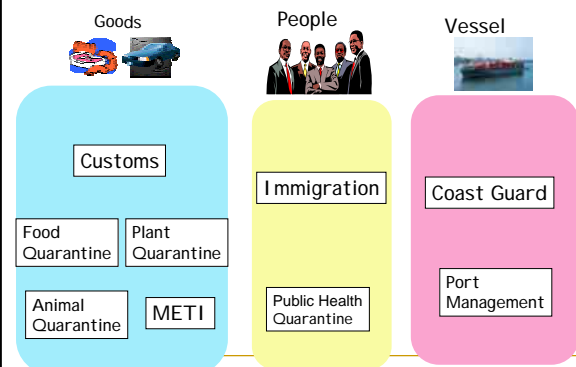 Goods
People
Vessel
Customs
Immigration
Coast Guard
Food
Quarantine
Plant
Quarantine
Animal
Quarantine
METI
Public Health
Quarantine
Port
Management